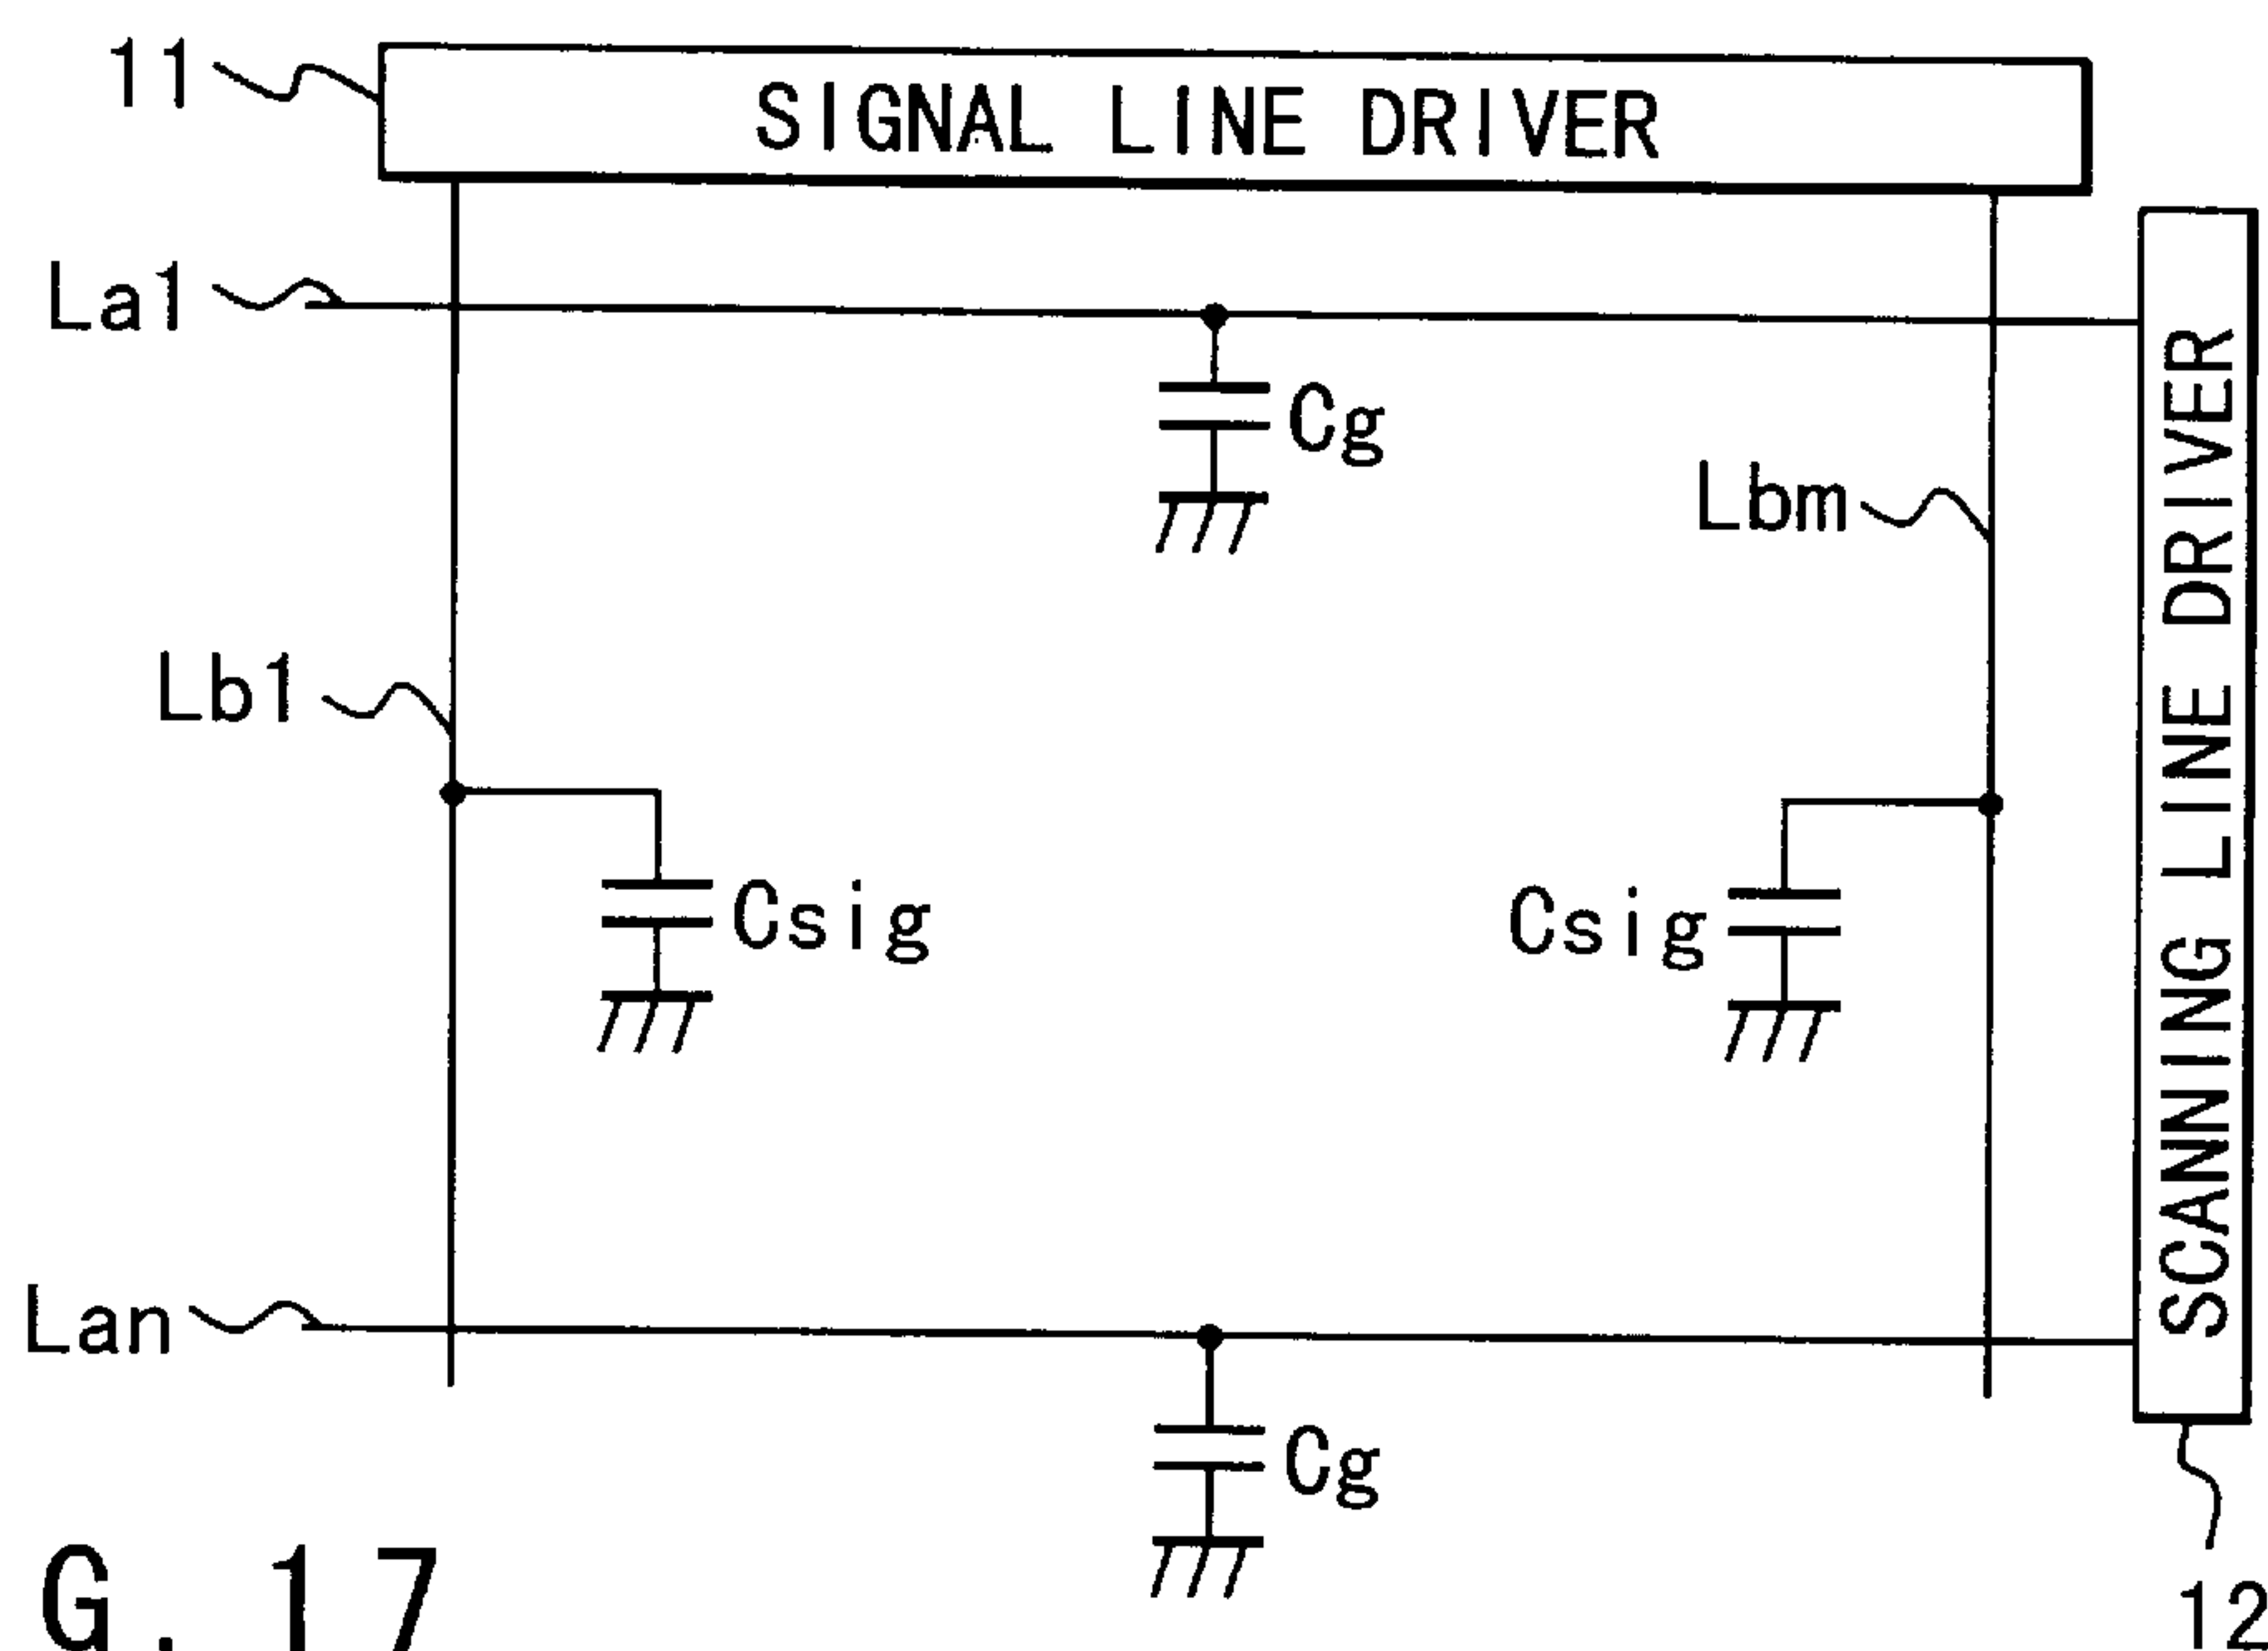 11
SIGNAL LINE DRIVER
La1
Cg
Lbm
SCANNING LINE DRIVER
Lb1
Csig
Csig
Lan
Cg
G. 17
12